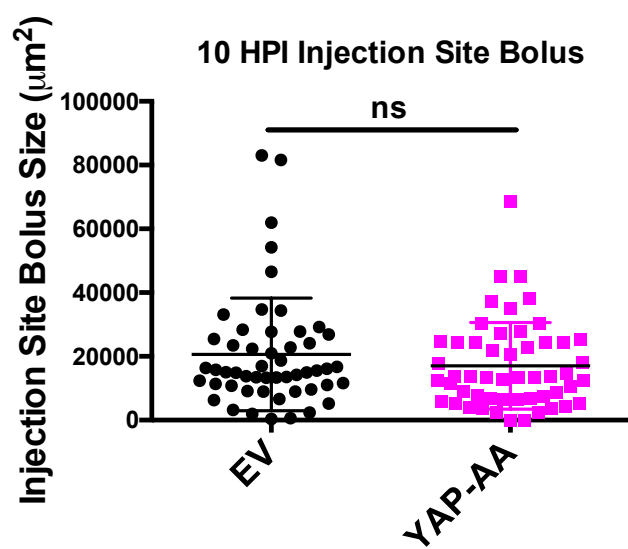 10 HPI Injection Site Bolus
Injection Site Bolus Size (μm²)
100000
80000
60000
40000
20000
0
ns
EV
YAP-AA